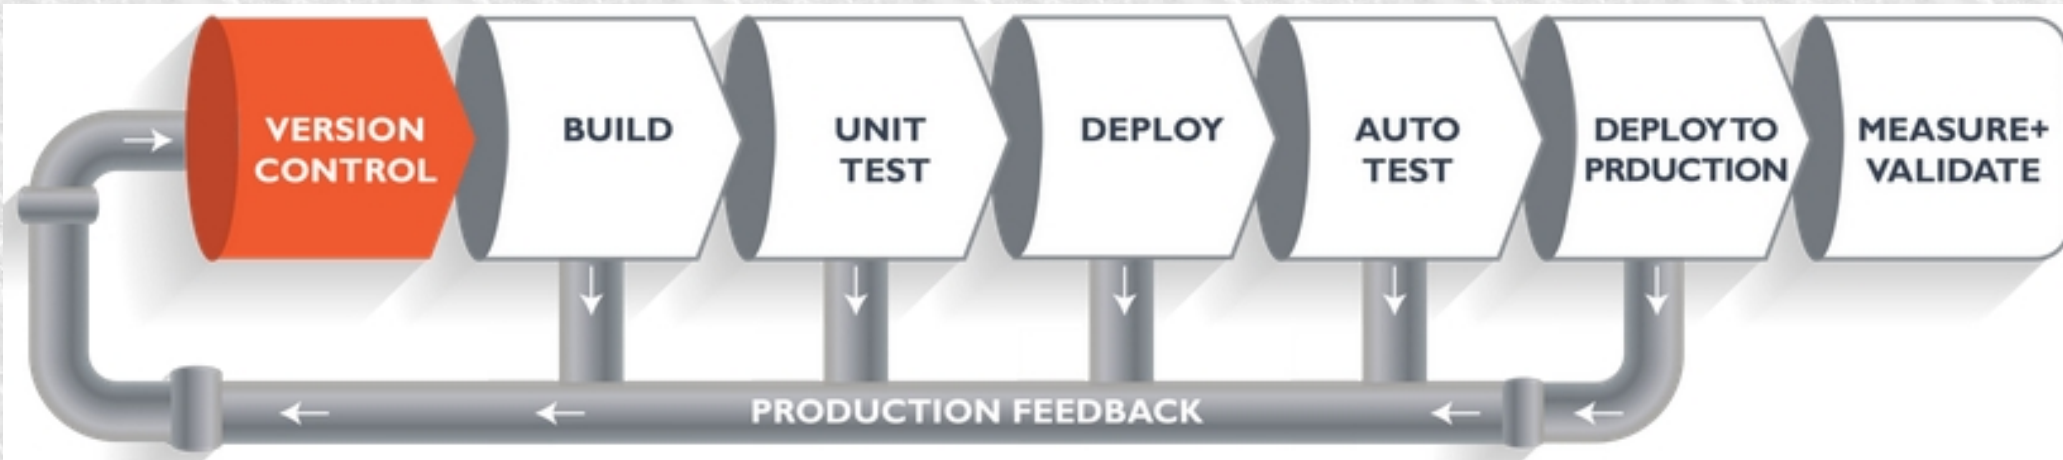 VERSION
CONTROL
BUILD
UNIT
TEST
DEPLOY
AUTO
TEST
DEPLOY TO
PRDUCTION
MEASURE+
VALIDATE
PRODUCTION FEEDBACK